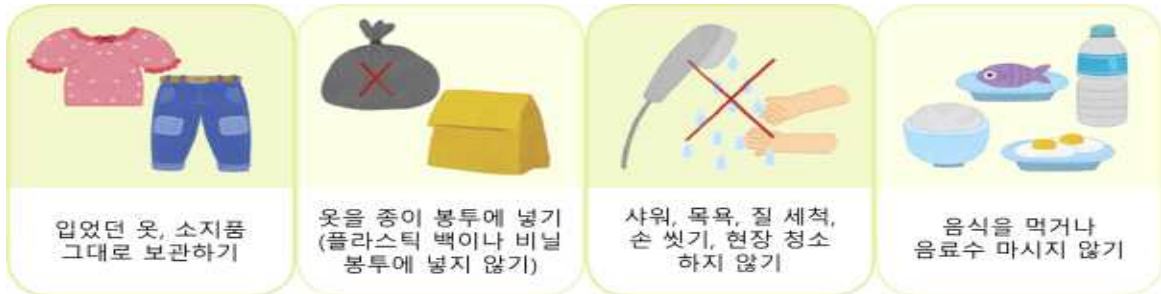 입었던 옷, 소지품
그대로 보관하기
옷을 종이 봉투에 넣기
(플라스틱 백이나 비닐
봉투에 넣지 않기)
샤워, 목욕, 질 세척,
손 씻기, 현장 청소
하지 않기
음식을 먹거나
음료수 마시지 않기